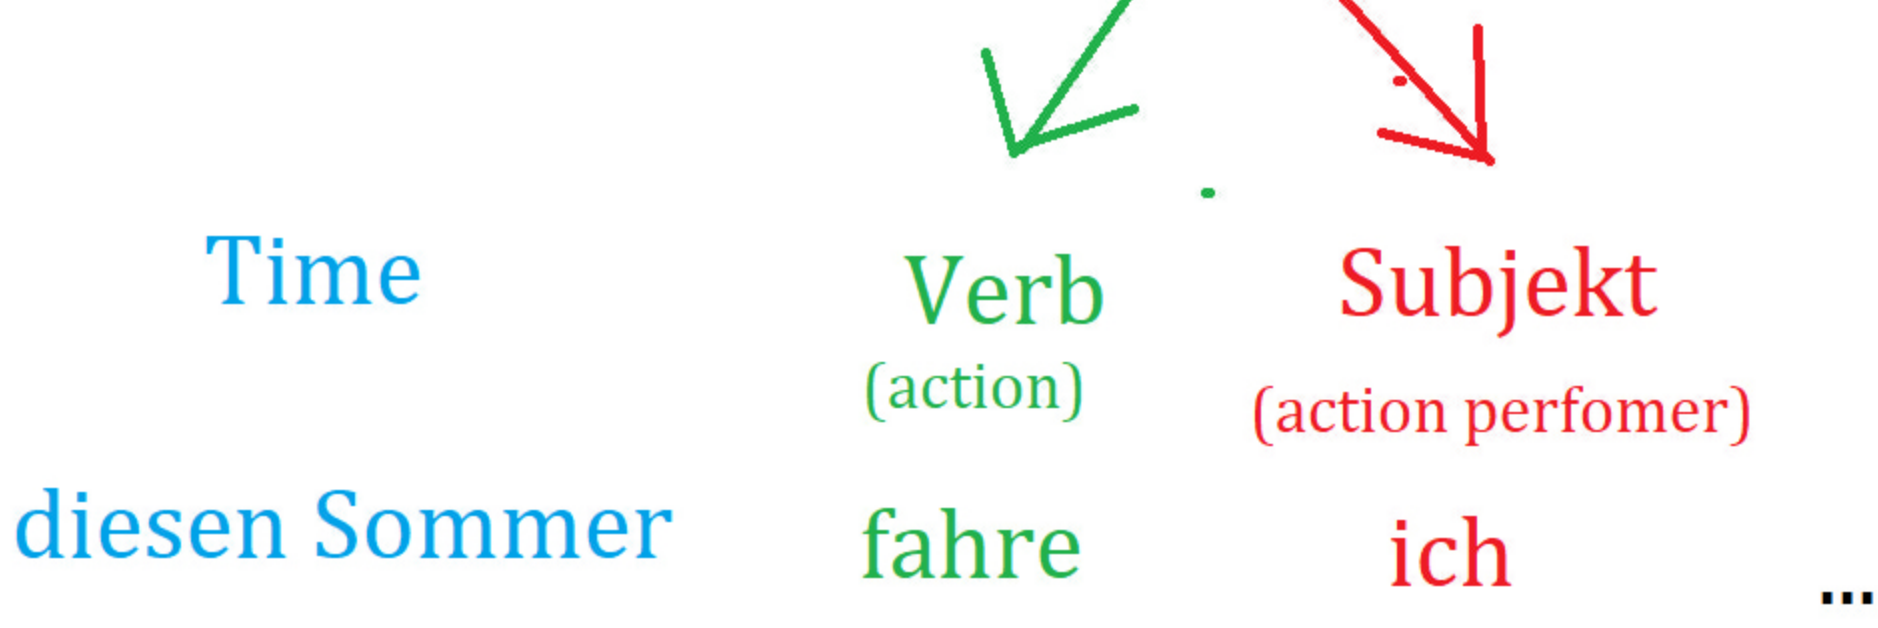 Time Verb Subjekt
(action) (action perfomer)
diesen Sommer fahre ich ...